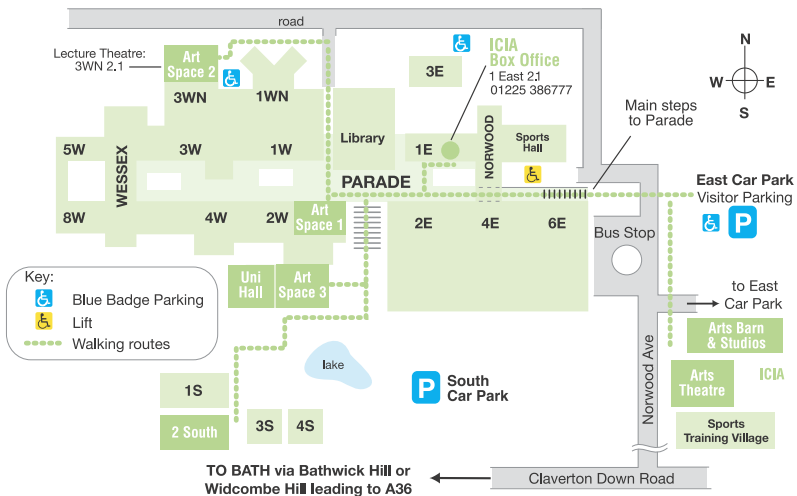 road
Lecture Theatre:
3WN 2.1
Art
Space 2
3WN
1WN
3E
ICIA
Box Office
1 East 2.1
01225 386777
N
W
E
S
Main steps
to Parade
5W
WESSEX
3W
1W
Library
1E
NORWOOD
Sports
Hall
PARADE
East Car Park
Visitor Parking
P
8W
4W
2W
Art
Space 1
2E
4E
6E
Bus Stop
Key:
Blue Badge Parking
Lift
Walking routes
Uni
Hall
Art
Space 3
to East
Car Park
Arts Barn
& Studios
Norwood Ave
lake
P
South
Car Park
Arts
Theatre
ICIA
1S
2 South
3S
4S
Sports
Training Village
TO BATH via Bathwick Hill or
Widcombe Hill leading to A36
Claverton Down Road